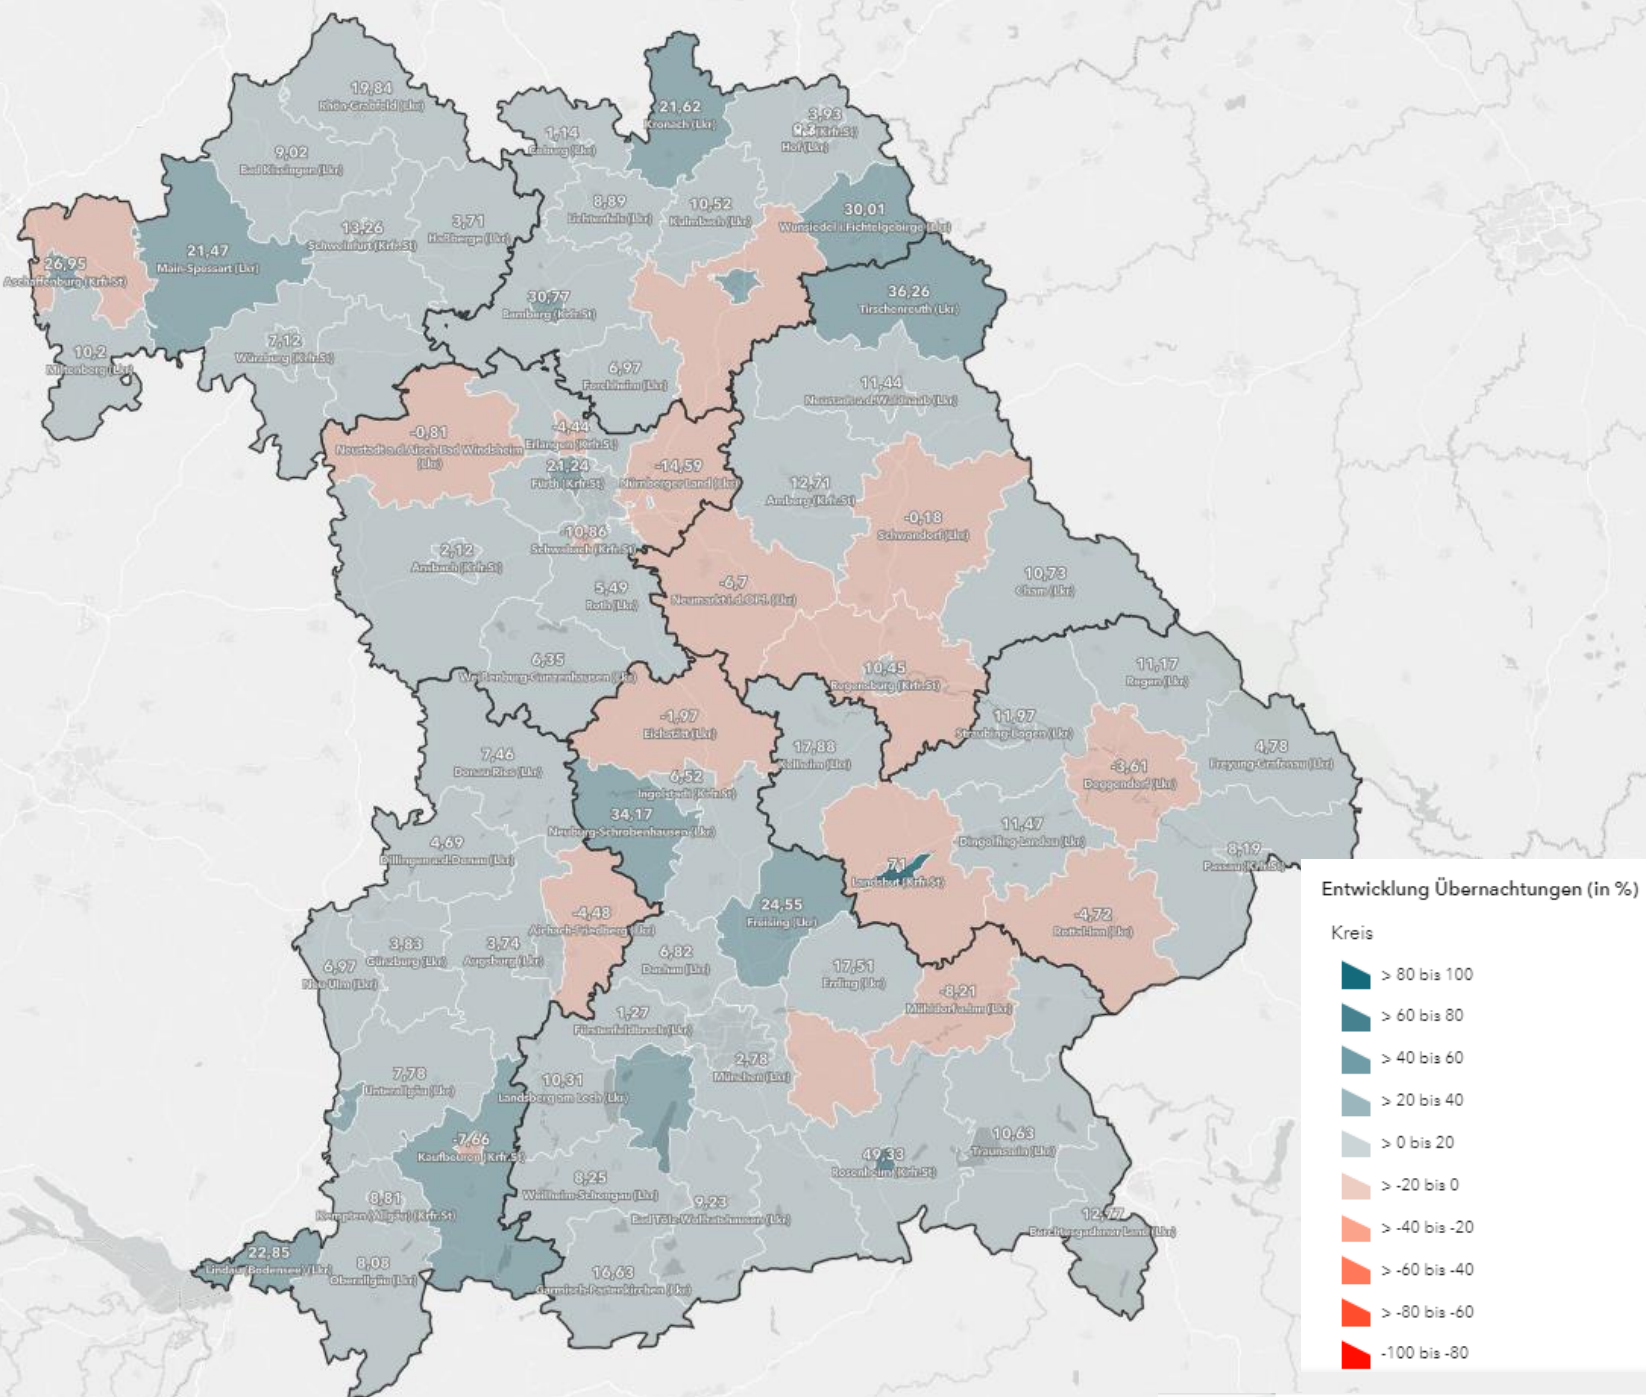 19,84
Rhön-Grabfeld (Lkr)
21,62
Kronach (Lkr)
3,93
(Krfr.St)
Hof (Lkr)
1,14
Coburg (Lkr)
9,02
Bad Kissingen (Lkr)
8,89
Lichtenfels (Lkr)
10,52
Kulmbach (Lkr)
30,01
Wunsiedel i.Fichtelgebirge (Lkr)
13,26
Schweinfurt (Krfr.St)
3,71
Haßberge (Lkr)
21,47
Main-Spessart (Lkr)
26,95
Aschaffenburg (Krfr.St)
30,77
Bamberg (Krfr.St)
36,26
Tirschenreuth (Lkr)
10,2
Miltenberg (Lkr)
7,12
Würzburg (Krfr.St)
6,97
Forchheim (Lkr)
11,44
Neustadt a.d.Waldnaab (Lkr)
-0,81
Neustadt a.d.Aisch-Bad Windsheim
(Lkr)
-4,44
Erlangen (Krfr.St)
21,24
Fürth (Krfr.St)
-14,59
Nürnberger Land (Lkr)
12,71
Amberg (Krfr.St)
-0,18
Schwandorf (Lkr)
-10,86
Schwabach (Krfr.St)
2,12
Ansbach (Krfr.St)
5,49
Roth (Lkr)
-6,7
Neumarkt i.d.OPf. (Lkr)
10,73
Cham (Lkr)
6,35
Weißenburg-Gunzenhausen (Lkr)
10,45
Regensburg (Krfr.St)
11,17
Regen (Lkr)
-1,97
Eichstätt (Lkr)
11,97
Straubing-Bogen (Lkr)
7,46
Donau-Ries (Lkr)
17,88
Kelheim (Lkr)
-3,61
Deggendorf (Lkr)
4,78
Freyung-Grafenau (Lkr)
6,52
Ingolstadt (Krfr.St)
34,17
Neuburg-Schrobenhausen (Lkr)
4,69
Dillingen a.d.Donau (Lkr)
11,47
Dingolfing-Landau (Lkr)
8,19
Passau (Krfr.St)
71
Landshut (Krfr.St)
-4,48
Aichach-Friedberg (Lkr)
24,55
Freising (Lkr)
-4,72
Rottal-Inn (Lkr)
3,83
Günzburg (Lkr)
3,74
Augsburg (Lkr)
6,97
Neu-Ulm (Lkr)
6,82
Dachau (Lkr)
17,51
Erding (Lkr)
-8,21
Mühldorf a.Inn (Lkr)
1,27
Fürstenfeldbruck (Lkr)
2,78
München (Lkr)
7,78
Unterallgäu (Lkr)
10,31
Landsberg am Lech (Lkr)
-7,66
Kaufbeuren (Krfr.St)
49,33
Rosenheim (Krfr.St)
10,63
Traunstein (Lkr)
8,25
Weilheim-Schongau (Lkr)
8,81
Kempten (Allgäu) (Krfr.St)
9,23
Bad Tölz-Wolfratshausen (Lkr)
12,77
Berchtesgadener Land (Lkr)
22,85
Lindau (Bodensee) (Lkr)
8,08
Oberallgäu (Lkr)
16,63
Garmisch-Partenkirchen (Lkr)
Entwicklung Übernachtungen (in %)
Kreis
> 80 bis 100
> 60 bis 80
> 40 bis 60
> 20 bis 40
> 0 bis 20
> -20 bis 0
> -40 bis -20
> -60 bis -40
> -80 bis -60
-100 bis -80